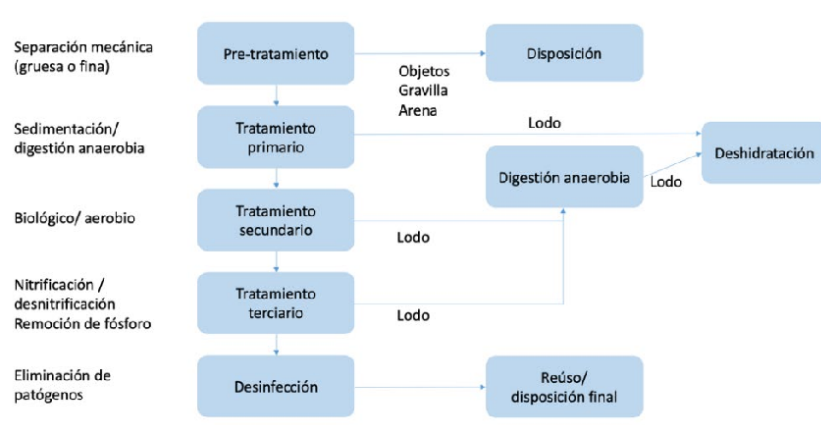 Separación mecánica
(gruesa o fina)
Pre-tratamiento
Disposición
Objetos
Gravilla
Arena
Sedimentación/
digestión anaerobia
Tratamiento
primario
Lodo
Deshidratación
Digestión anaerobia
Lodo
Biológico/ aerobio
Tratamiento
secundario
Lodo
Nitrificación /
desnitrificación
Remoción de fósforo
Tratamiento
terciario
Lodo
Eliminación de
patógenos
Desinfección
Reúso/
disposición final